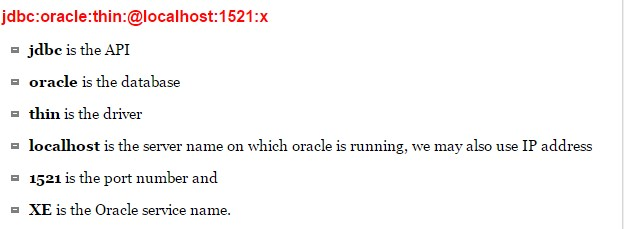 jdbc:oracle:thin:@localhost:1521:x
jdbc is the API
oracle is the database
thin is the driver
localhost is the server name on which oracle is running, we may also use IP address
1521 is the port number and
XE is the Oracle service name.